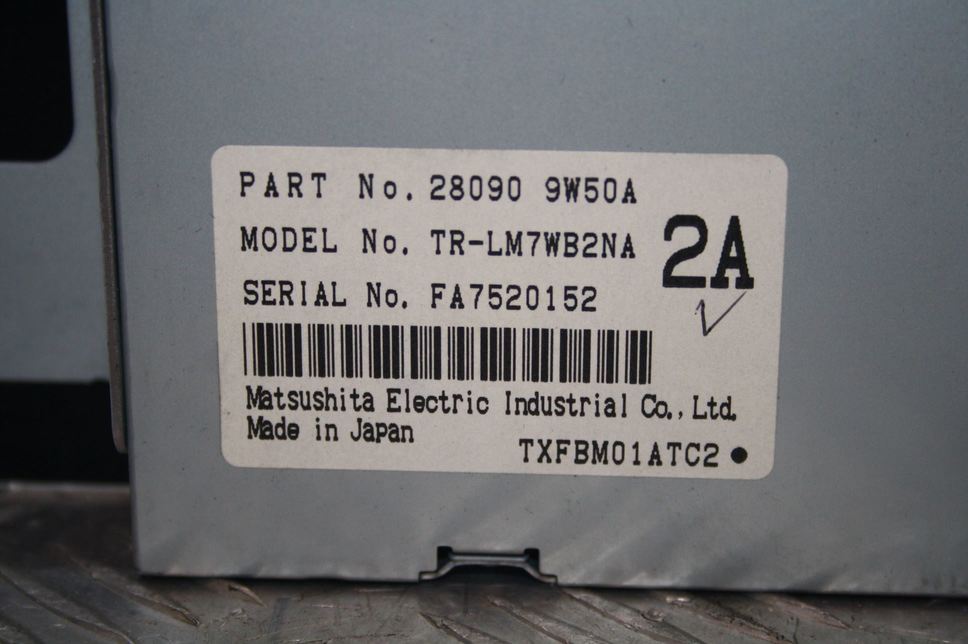 PART No. 28090 9W50A
MODEL No. TR-LM7WB2NA
2A
SERIAL No. FA7520152
Matsushita Electric Industrial Co., Ltd.
Made in Japan
TXFBM01ATC2